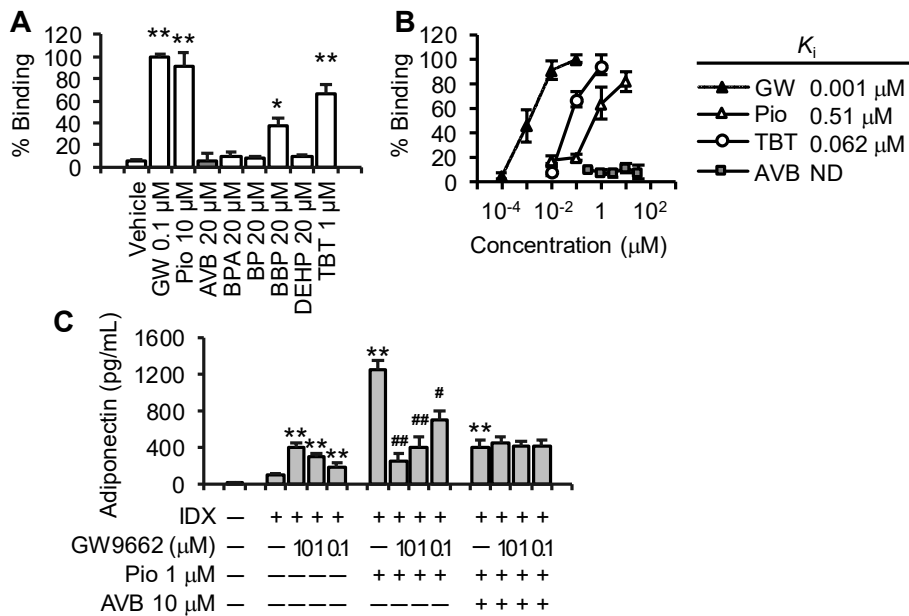 A
% Binding
120
100
80
60
40
20
0
** ** * **
Vehicle
GW 0.1 μM
Pio 10 μM
AVB 20 μM
BPA 20 μM
BP 20 μM
BBP 20 μM
DEHP 20 μM
TBT 1 μM
B
% Binding
120
100
80
60
40
20
0
10-4 10-2 1 102
Concentration (μM)
Ki
GW 0.001 μM
Pio 0.51 μM
TBT 0.062 μM
AVB ND
C
Adiponectin (pg/mL)
1600
1200
800
400
0
** ** ** ** ## ## # **
IDX — + + + + + + + + + + + +
GW9662 (μM) — — 10 1 0.1 — 10 1 0.1 — 10 1 0.1
Pio 1 μM — — — — — + + + + + + + +
AVB 10 μM — — — — — — — — — + + + +